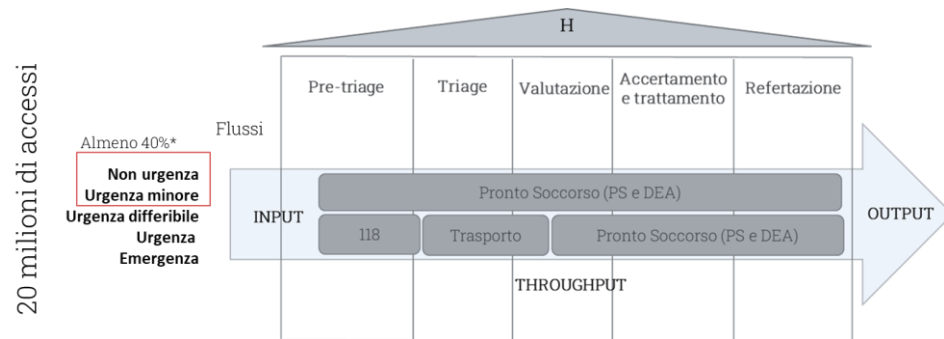 H
20 milioni di accessi
Pre-triage
Triage
Valutazione
Accertamento
e trattamento
Refertazione
Flussi
Almeno 40%*
Non urgenza
Urgenza minore
Urgenza differibile
Urgenza
Emergenza
INPUT
Pronto Soccorso (PS e DEA)
118
Trasporto
Pronto Soccorso (PS e DEA)
OUTPUT
THROUGHPUT